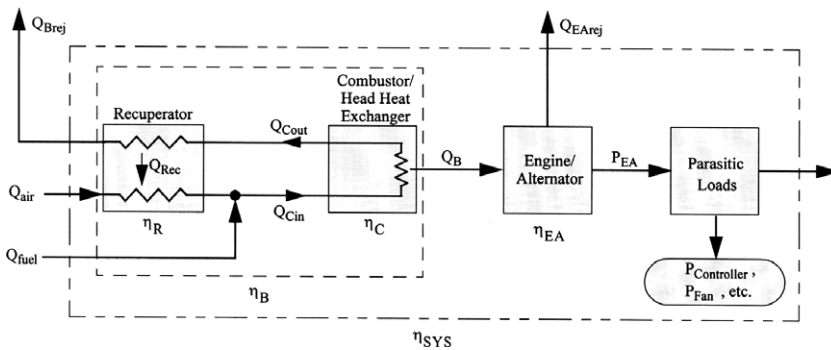 Q_Brej
Q_EArej
Combustor/
Head Heat
Exchanger
Recuperator
Q_Cout
Q_Rec
Q_B
Engine/
Alternator
P_EA
Parasitic
Loads
Q_air
Q_Cin
η_R
η_C
η_EA
Q_fuel
η_B
P_Controller ,
P_Fan , etc.
η_SYS